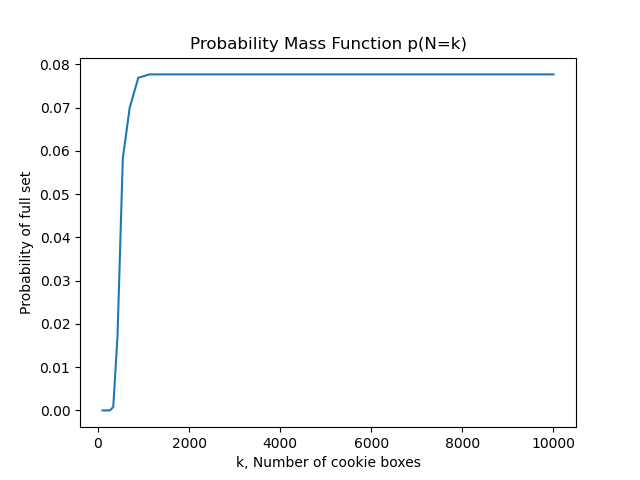 Probability Mass Function p(N=k)
0.08
0.07
0.06
0.05
0.04
0.03
0.02
0.01
0.00
Probability of full set
0 2000 4000 6000 8000 10000
k, Number of cookie boxes